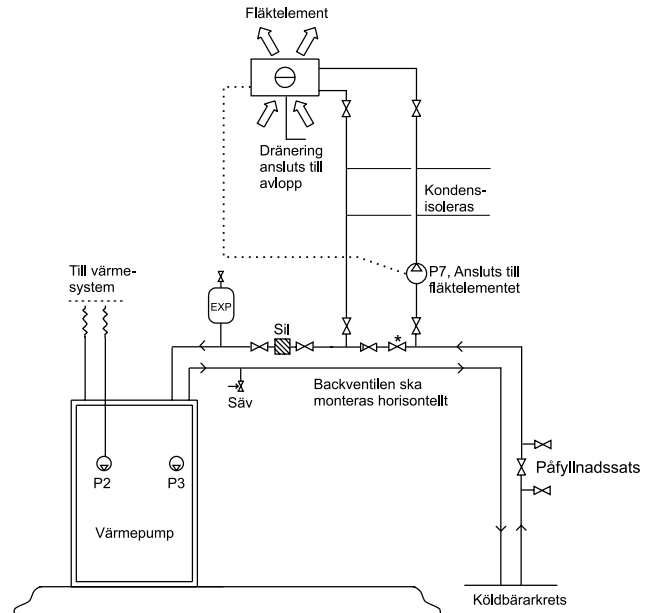 Fläktelement
Dränering
ansluts till
avlopp
Kondens-
isoleras
Till värme-
system
P7, Ansluts till
fläktelementet
EXP
Sil
*
Backventilen ska
monteras horisontellt
Säv
P2
P3
Påfyllnadssats
Värmepump
Köldbärarkrets